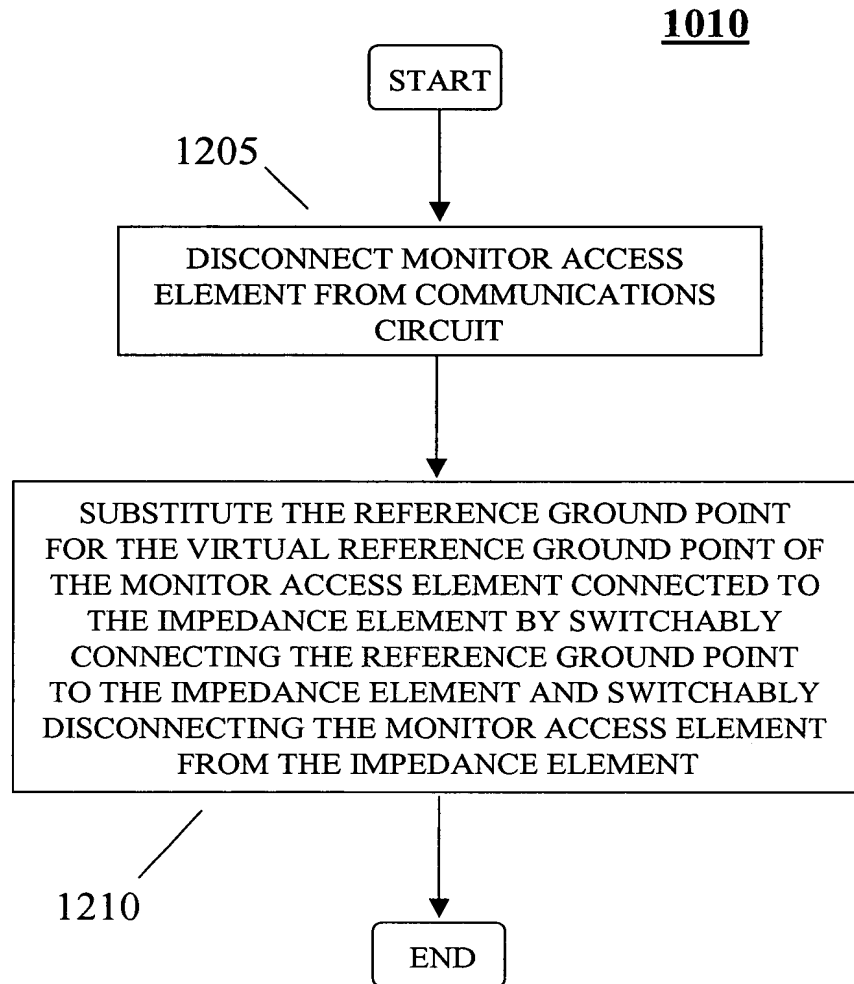 1010
START
1205
DISCONNECT MONITOR ACCESS
ELEMENT FROM COMMUNICATIONS
CIRCUIT
SUBSTITUTE THE REFERENCE GROUND POINT
FOR THE VIRTUAL REFERENCE GROUND POINT OF
THE MONITOR ACCESS ELEMENT CONNECTED TO
THE IMPEDANCE ELEMENT BY SWITCHABLY
CONNECTING THE REFERENCE GROUND POINT
TO THE IMPEDANCE ELEMENT AND SWITCHABLY
DISCONNECTING THE MONITOR ACCESS ELEMENT
FROM THE IMPEDANCE ELEMENT
1210
END